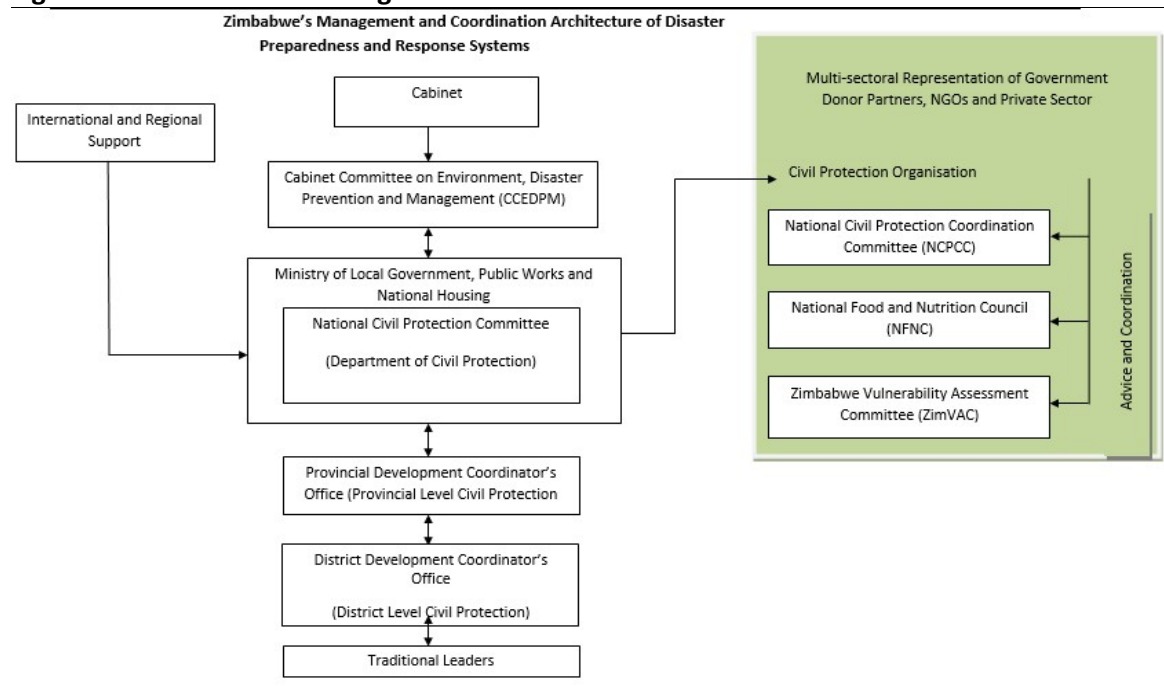 Zimbabwe's Management and Coordination Architecture of Disaster
Preparedness and Response Systems
Cabinet
International and Regional
Support
Cabinet Committee on Environment, Disaster
Prevention and Management (CCEDPM)
Ministry of Local Government, Public Works and
National Housing
National Civil Protection Committee
(Department of Civil Protection)
Provincial Development Coordinator's
Office (Provincial Level Civil Protection
District Development Coordinator's
Office
(District Level Civil Protection)
Traditional Leaders
Multi-sectoral Representation of Government
Donor Partners, NGOs and Private Sector
Civil Protection Organisation
National Civil Protection Coordination
Committee (NCPCC)
National Food and Nutrition Council
(NFNC)
Zimbabwe Vulnerability Assessment
Committee (ZimVAC)
Advice and Coordination